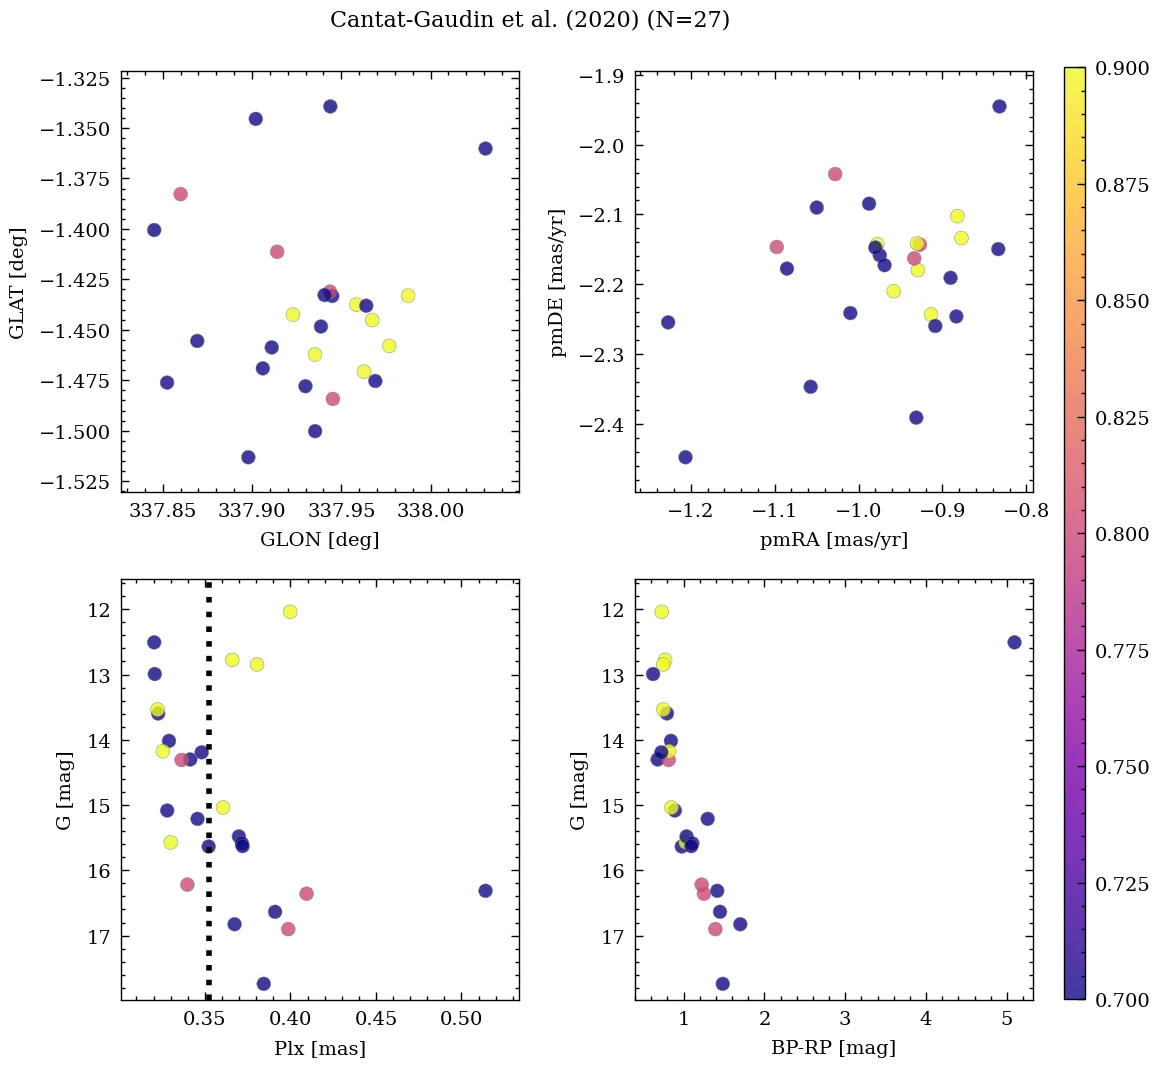 Cantat-Gaudin et al. (2020) (N=27)
−1.325
−1.350
−1.375
−1.400
−1.425
−1.450
−1.475
−1.500
−1.525
GLAT [deg]
337.85 337.90 337.95 338.00
GLON [deg]
−1.9
−2.0
−2.1
−2.2
−2.3
−2.4
pmDE [mas/yr]
−1.2 −1.1 −1.0 −0.9 −0.8
pmRA [mas/yr]
12
13
14
15
16
17
G [mag]
0.35 0.40 0.45 0.50
Plx [mas]
12
13
14
15
16
17
G [mag]
1 2 3 4 5
BP-RP [mag]
0.900
0.875
0.850
0.825
0.800
0.775
0.750
0.725
0.700